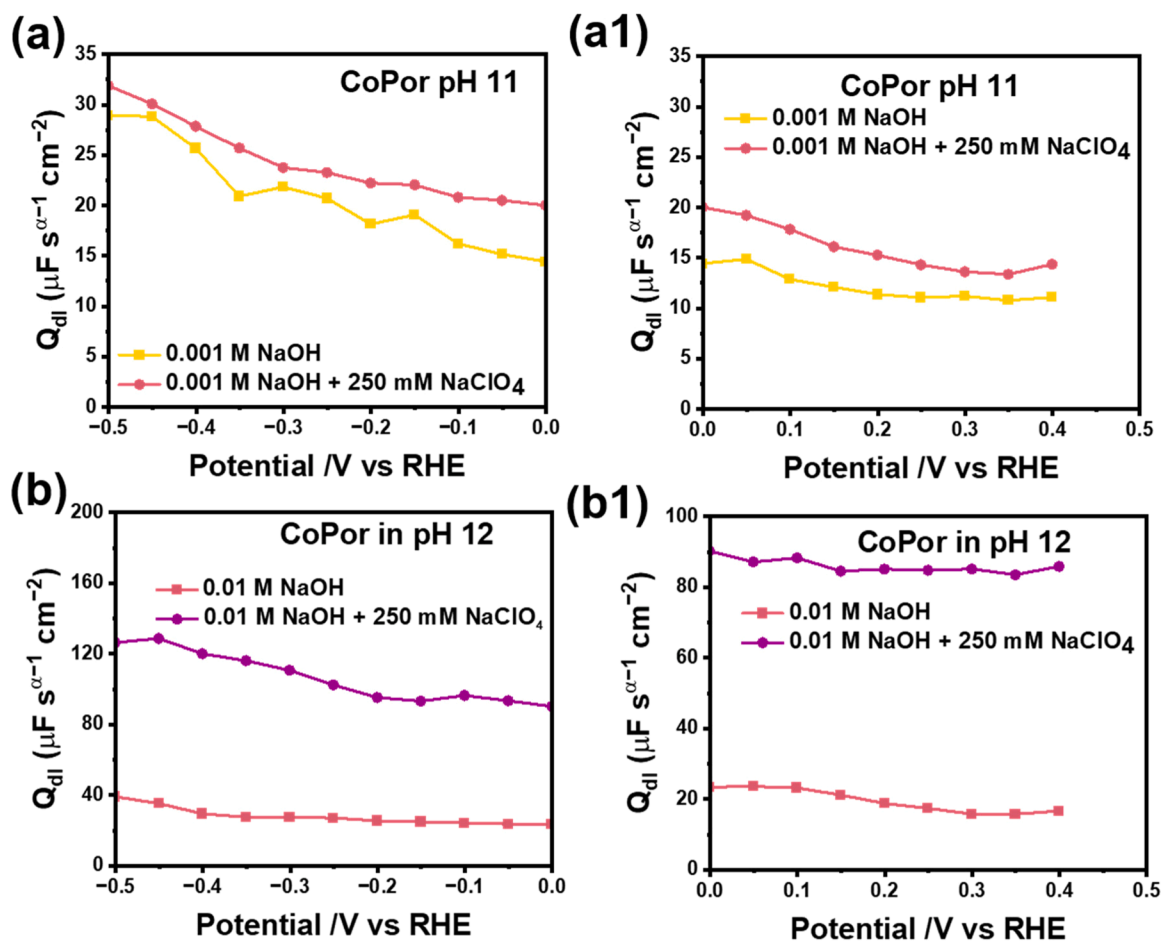 (a)
CoPor pH 11
35
30
25
20
15
10
5
0
Qdl (μF s^α−1 cm−2)
0.001 M NaOH
0.001 M NaOH + 250 mM NaClO4
−0.5 −0.4 −0.3 −0.2 −0.1 0.0
Potential /V vs RHE
(a1)
CoPor pH 11
0.001 M NaOH
0.001 M NaOH + 250 mM NaClO4
35
30
25
20
15
10
5
0
Qdl (μF s^α−1 cm−2)
0.0 0.1 0.2 0.3 0.4 0.5
Potential /V vs RHE
(b)
CoPor in pH 12
0.01 M NaOH
0.01 M NaOH + 250 mM NaClO4
200
160
120
80
40
0
Qdl (μF s^α−1 cm−2)
−0.5 −0.4 −0.3 −0.2 −0.1 0.0
Potential /V vs RHE
(b1)
CoPor in pH 12
0.01 M NaOH
0.01 M NaOH + 250 mM NaClO4
100
80
60
40
20
0
Qdl (μF s^α−1 cm−2)
0.0 0.1 0.2 0.3 0.4 0.5
Potential /V vs RHE